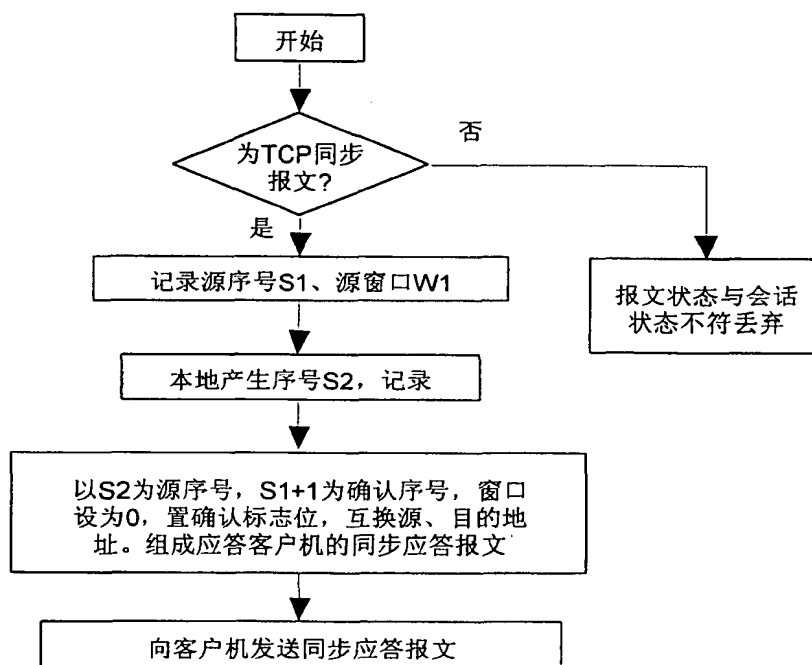 开始
为TCP同步
报文?
否
是
记录源序号S1、源窗口W1
报文状态与会话
状态不符丢弃
本地产生序号S2，记录
以S2为源序号，S1+1为确认序号，窗口
设为0，置确认标志位，互换源、目的地
址。组成应答客户机的同步应答报文
向客户机发送同步应答报文